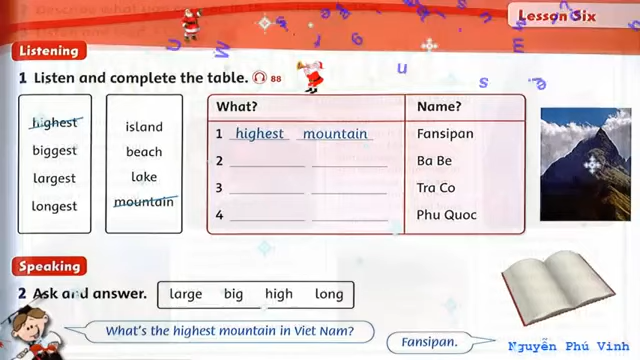 Lesson Six
Listening
1 Listen and complete the table. 88
highest
biggest
largest
longest
island
beach
lake
mountain
What? Name?
1 highest mountain Fansipan
2 Ba Be
3 Tra Co
4 Phu Quoc
Speaking
2 Ask and answer.
large big high long
What's the highest mountain in Viet Nam?
Fansipan.
Nguyễn Phú Vinh